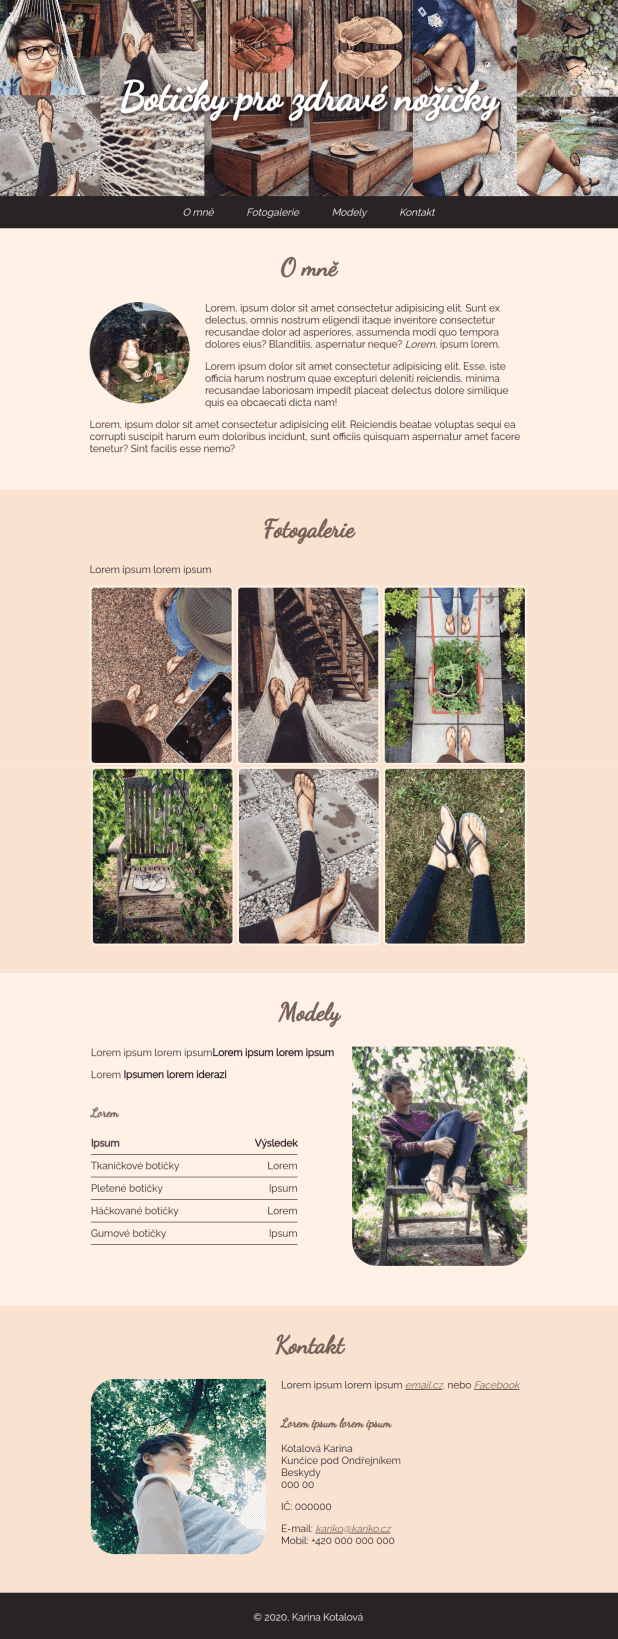 Botičky pro zdravé nožičky
O mně Fotogalerie Modely Kontakt
O mně
Lorem, ipsum dolor sit amet consectetur adipisicing elit. Sunt ex
delectus, omnis nostrum eligendi itaque inventore consectetur
recusandae dolor ad asperiores, assumenda modi quo tempora
dolores eius? Blanditiis, aspernatur neque? Lorem, ipsum lorem.
Lorem ipsum dolor sit amet consectetur adipisicing elit. Esse, iste
officia harum nostrum quae excepturi deleniti reiciendis, minima
recusandae laboriosam impedit placeat delectus dolore similique
quis ea obcaecati dicta nam!
Lorem, ipsum dolor sit amet consectetur adipisicing elit. Reiciendis beatae voluptas sequi ea
corrupti suscipit harum eum doloribus incidunt, sunt officiis quisquam aspernatur amet facere
tenetur? Sint facilis esse nemo?
Fotogalerie
Lorem ipsum lorem ipsum
Modely
Lorem ipsum lorem ipsumLorem ipsum lorem ipsum
Lorem Ipsumen lorem iderazi
Lorem
Ipsum Výsledek
Tkaničkové botičky Lorem
Pletené botičky Ipsum
Háčkované botičky Lorem
Gumové botičky Ipsum
Kontakt
Lorem ipsum lorem ipsum email.cz, nebo Facebook
Lorem ipsum lorem ipsum
Kotalová Karina
Kunčice pod Ondřejníkem
Beskydy
000 00
IČ: 000000
E-mail: kariko@kariko.cz
Mobil: +420 000 000 000
© 2020, Karina Kotalová